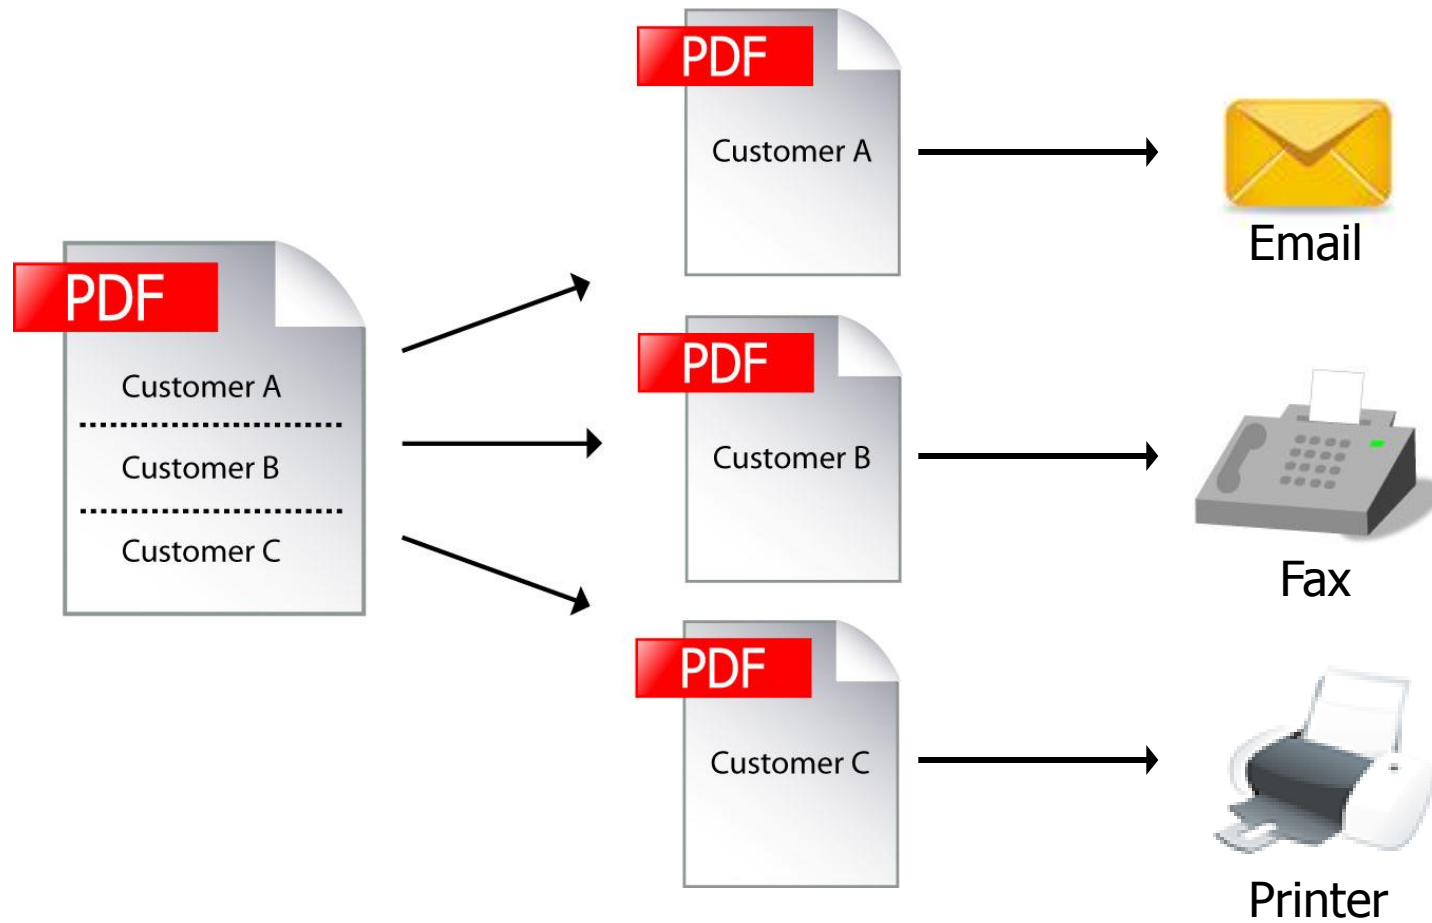 PDF
Customer A
Customer B
Customer C
PDF
Customer A
Email
PDF
Customer B
Fax
PDF
Customer C
Printer